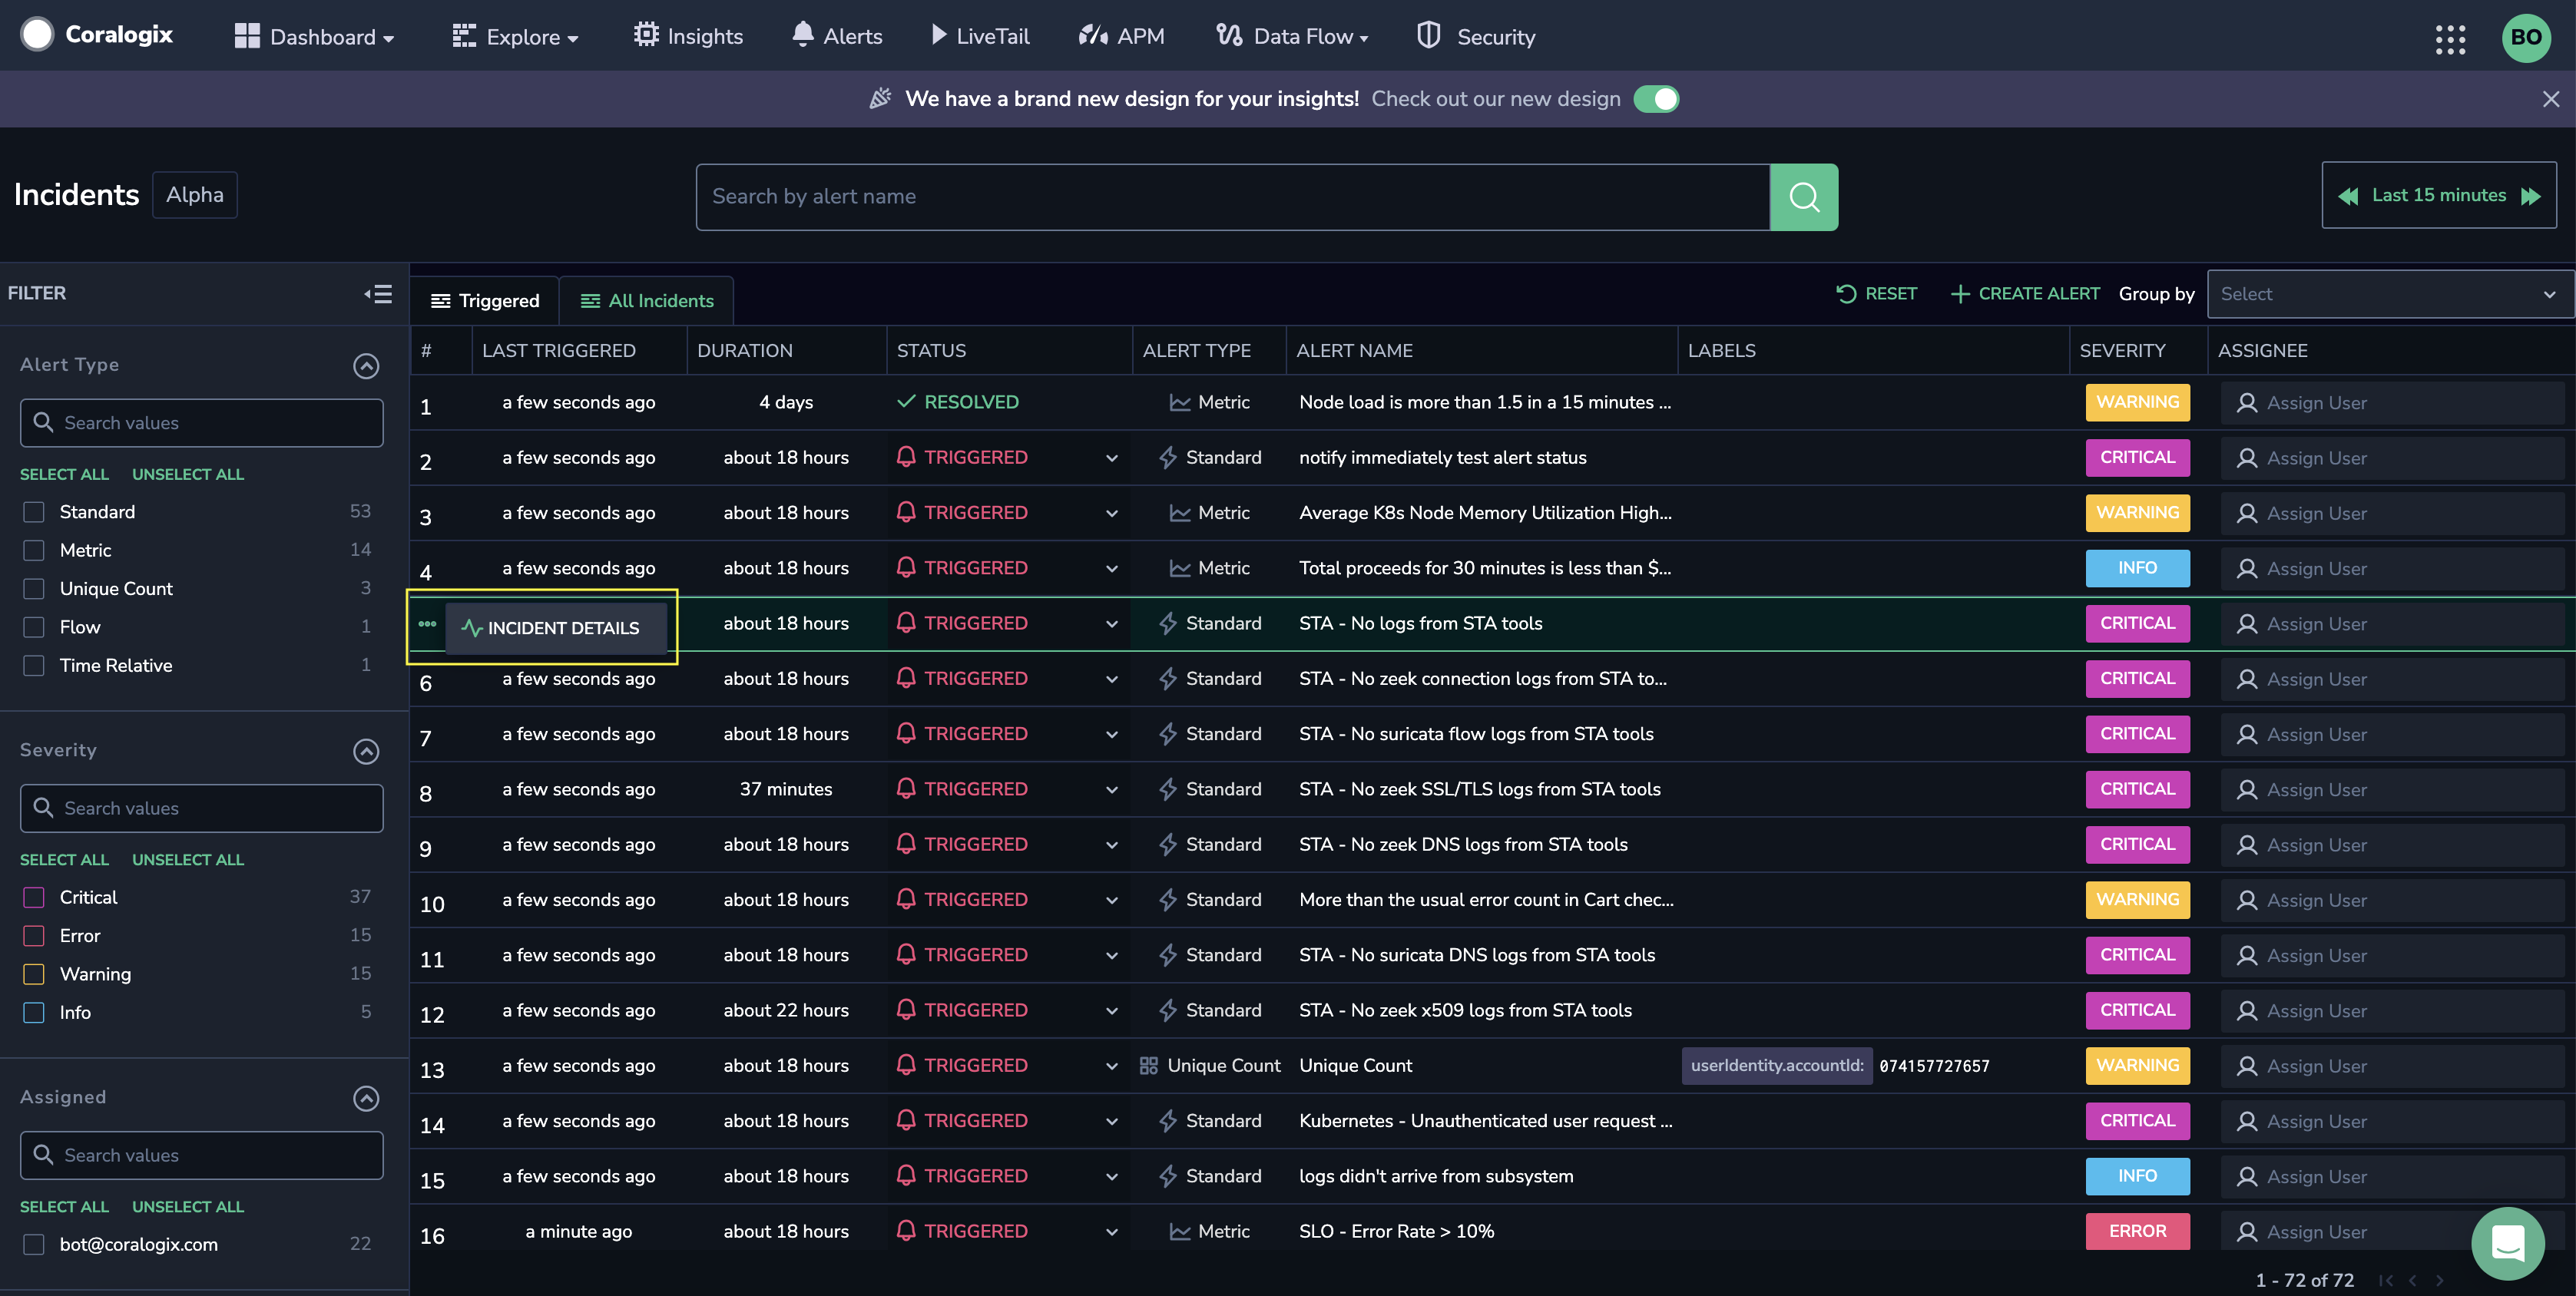 Coralogix Dashboard Explore Insights Alerts LiveTail APM Data Flow Security BO
We have a brand new design for your insights! Check out our new design
Incidents Alpha Search by alert name Last 15 minutes
FILTER
Alert Type
Search values
SELECT ALL UNSELECT ALL
Standard 53
Metric 14
Unique Count 3
Flow 1
Time Relative 1
Severity
Search values
SELECT ALL UNSELECT ALL
Critical 37
Error 15
Warning 15
Info 5
Assigned
Search values
SELECT ALL UNSELECT ALL
bot@coralogix.com 22
Triggered All Incidents RESET CREATE ALERT Group by Select
# LAST TRIGGERED DURATION STATUS ALERT TYPE ALERT NAME LABELS SEVERITY ASSIGNEE
1 a few seconds ago 4 days RESOLVED Metric Node load is more than 1.5 in a 15 minutes ... WARNING Assign User
2 a few seconds ago about 18 hours TRIGGERED Standard notify immediately test alert status CRITICAL Assign User
3 a few seconds ago about 18 hours TRIGGERED Metric Average K8s Node Memory Utilization High... WARNING Assign User
4 a few seconds ago about 18 hours TRIGGERED Metric Total proceeds for 30 minutes is less than $... INFO Assign User
INCIDENT DETAILS about 18 hours TRIGGERED Standard STA - No logs from STA tools CRITICAL Assign User
6 a few seconds ago about 18 hours TRIGGERED Standard STA - No zeek connection logs from STA to... CRITICAL Assign User
7 a few seconds ago about 18 hours TRIGGERED Standard STA - No suricata flow logs from STA tools CRITICAL Assign User
8 a few seconds ago 37 minutes TRIGGERED Standard STA - No zeek SSL/TLS logs from STA tools CRITICAL Assign User
9 a few seconds ago about 18 hours TRIGGERED Standard STA - No zeek DNS logs from STA tools CRITICAL Assign User
10 a few seconds ago about 18 hours TRIGGERED Standard More than the usual error count in Cart chec... WARNING Assign User
11 a few seconds ago about 18 hours TRIGGERED Standard STA - No suricata DNS logs from STA tools CRITICAL Assign User
12 a few seconds ago about 22 hours TRIGGERED Standard STA - No zeek x509 logs from STA tools CRITICAL Assign User
13 a few seconds ago about 18 hours TRIGGERED Unique Count Unique Count userIdentity.accountId: 074157727657 WARNING Assign User
14 a few seconds ago about 18 hours TRIGGERED Standard Kubernetes - Unauthenticated user request ... CRITICAL Assign User
15 a few seconds ago about 18 hours TRIGGERED Standard logs didn't arrive from subsystem INFO Assign User
16 a minute ago about 18 hours TRIGGERED Metric SLO - Error Rate > 10% ERROR Assign User
1 - 72 of 72